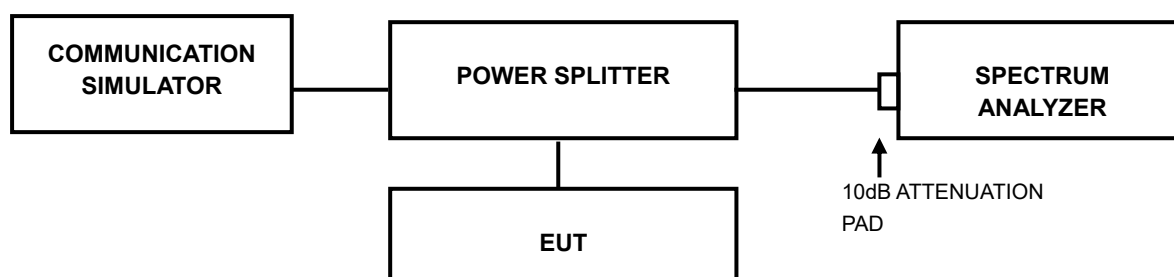 COMMUNICATION
SIMULATOR
POWER SPLITTER
SPECTRUM
ANALYZER
10dB ATTENUATION
PAD
EUT